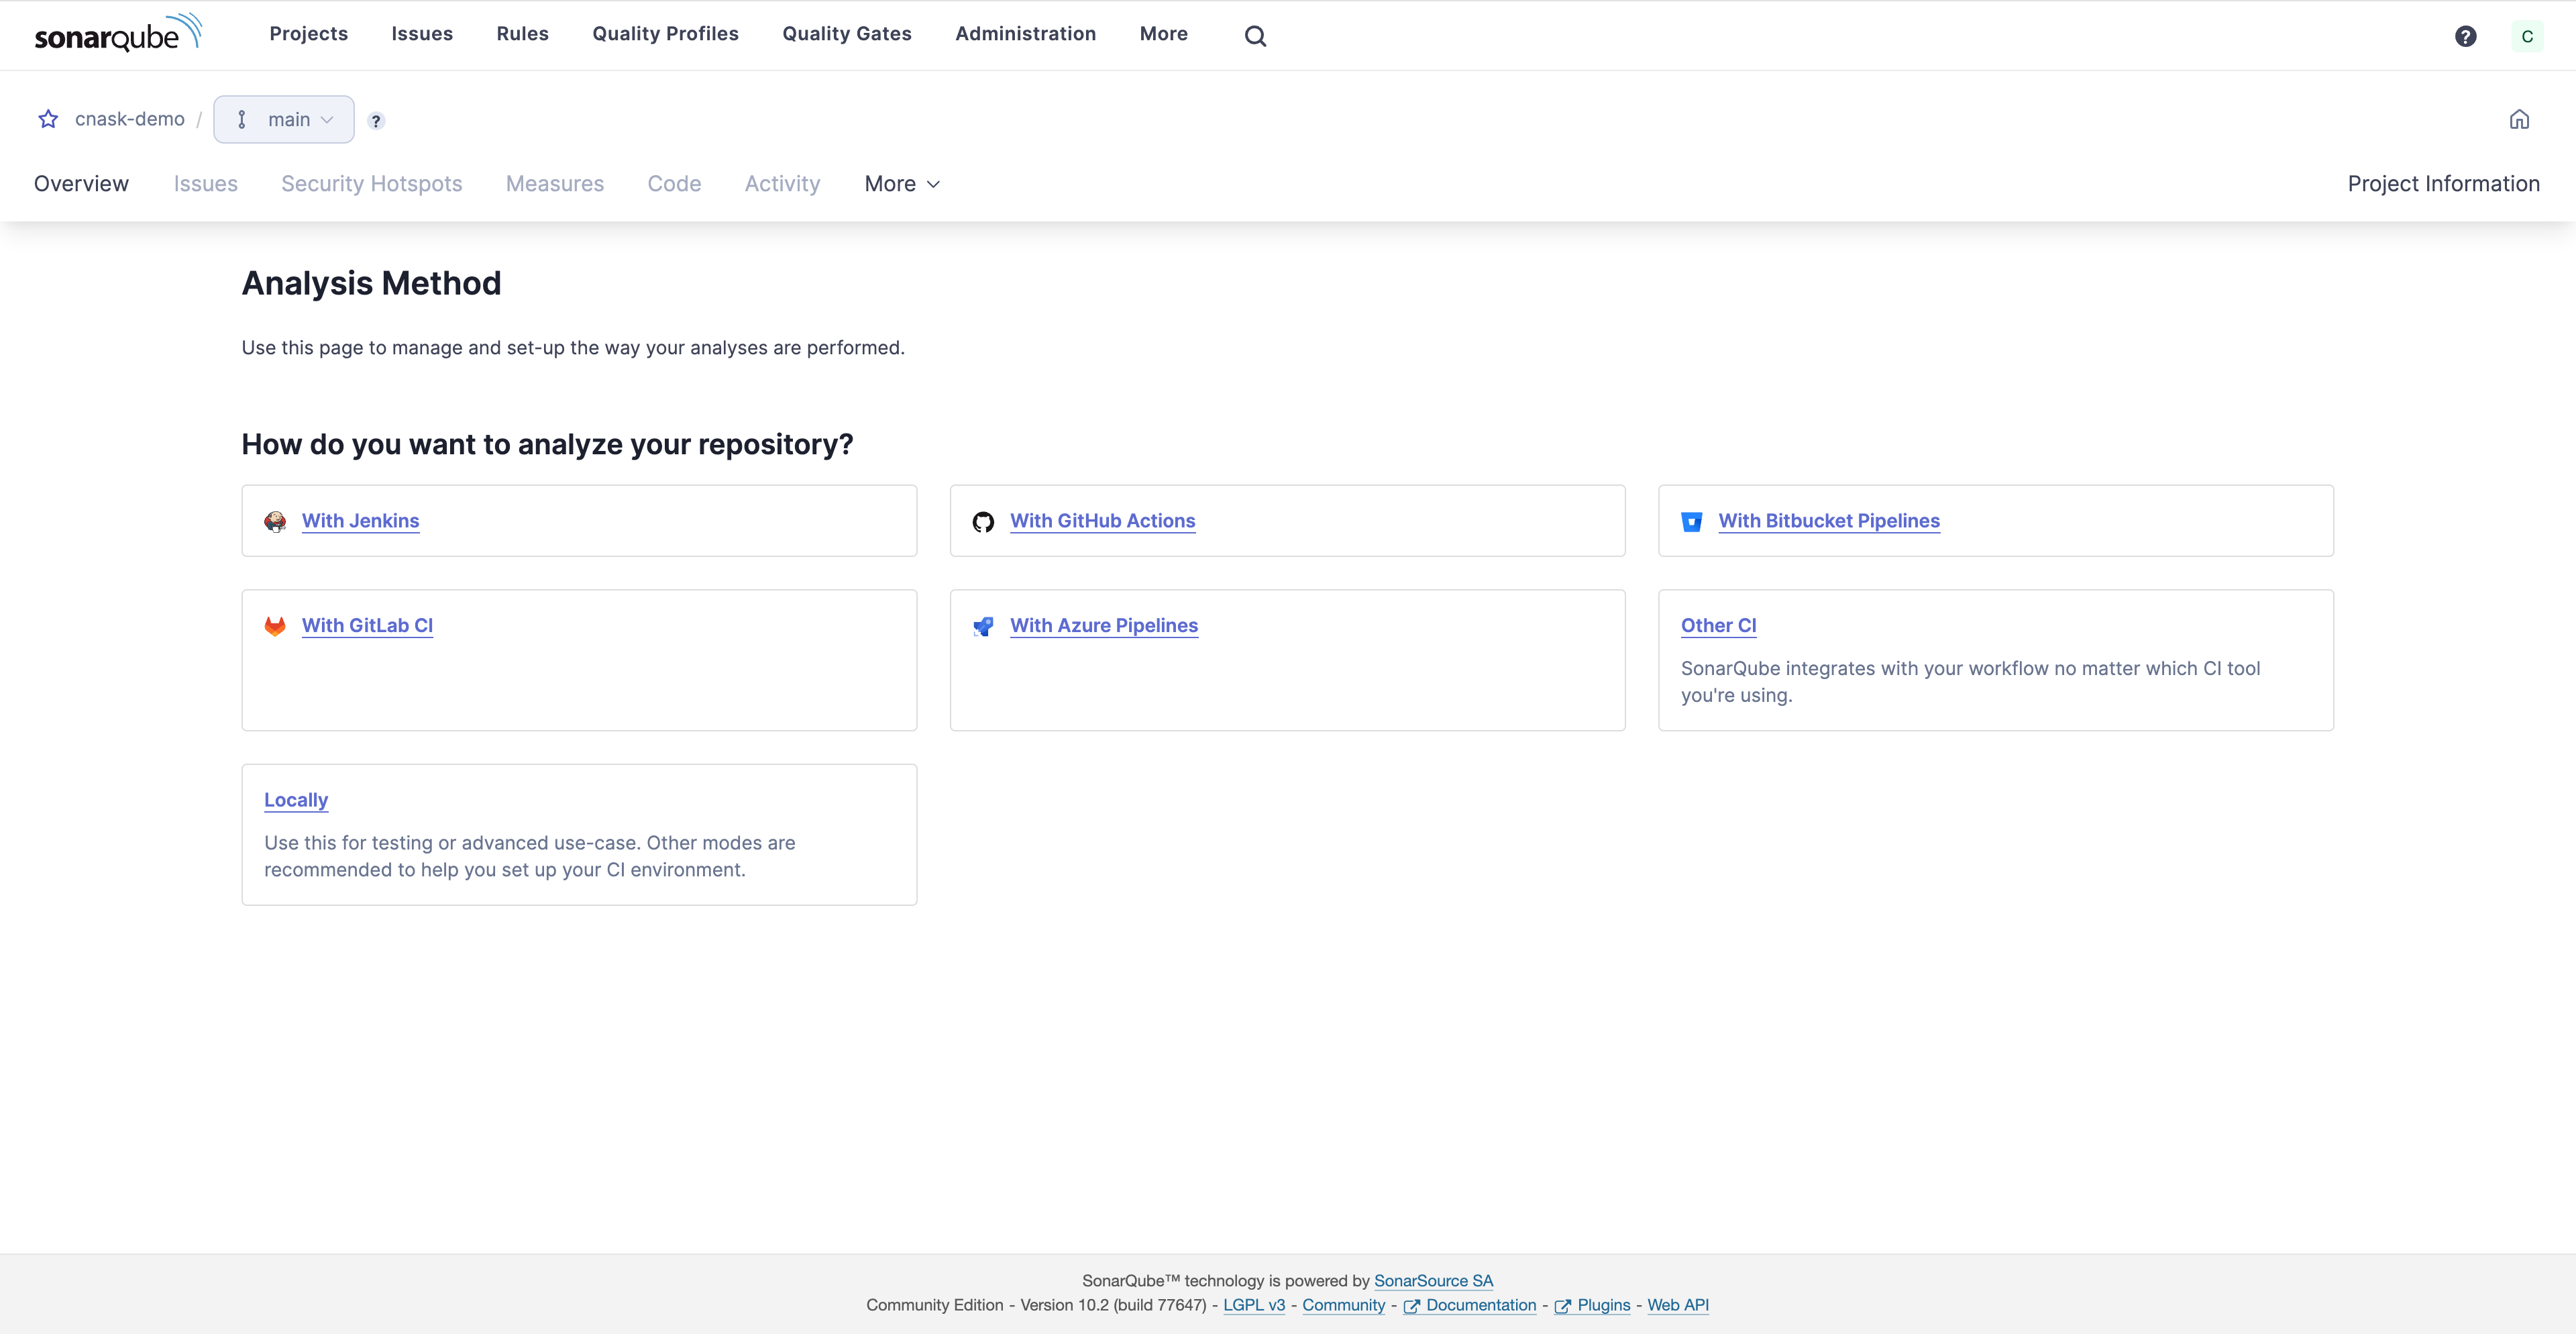 sonarqube Projects Issues Rules Quality Profiles Quality Gates Administration More ? C
cnask-demo / main ?
Overview Issues Security Hotspots Measures Code Activity More Project Information
Analysis Method
Use this page to manage and set-up the way your analyses are performed.
How do you want to analyze your repository?
With Jenkins
With GitHub Actions
With Bitbucket Pipelines
With GitLab CI
With Azure Pipelines
Other CI
SonarQube integrates with your workflow no matter which CI tool
you're using.
Locally
Use this for testing or advanced use-case. Other modes are
recommended to help you set up your CI environment.
SonarQube™ technology is powered by SonarSource SA
Community Edition - Version 10.2 (build 77647) - LGPL v3 - Community - Documentation - Plugins - Web API